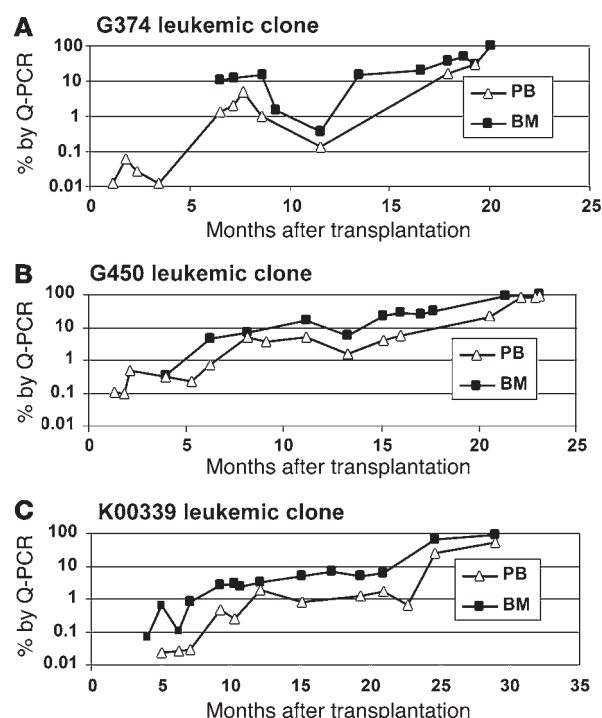 A G374 leukemic clone
100
10
1
0.1
0.01
% by Q-PCR
PB
BM
0 5 10 15 20 25
Months after transplantation
B G450 leukemic clone
100
10
1
0.1
0.01
% by Q-PCR
PB
BM
0 5 10 15 20 25
Months after transplantation
C K00339 leukemic clone
100
10
1
0.1
0.01
% by Q-PCR
PB
BM
0 5 10 15 20 25 30 35
Months after transplantation